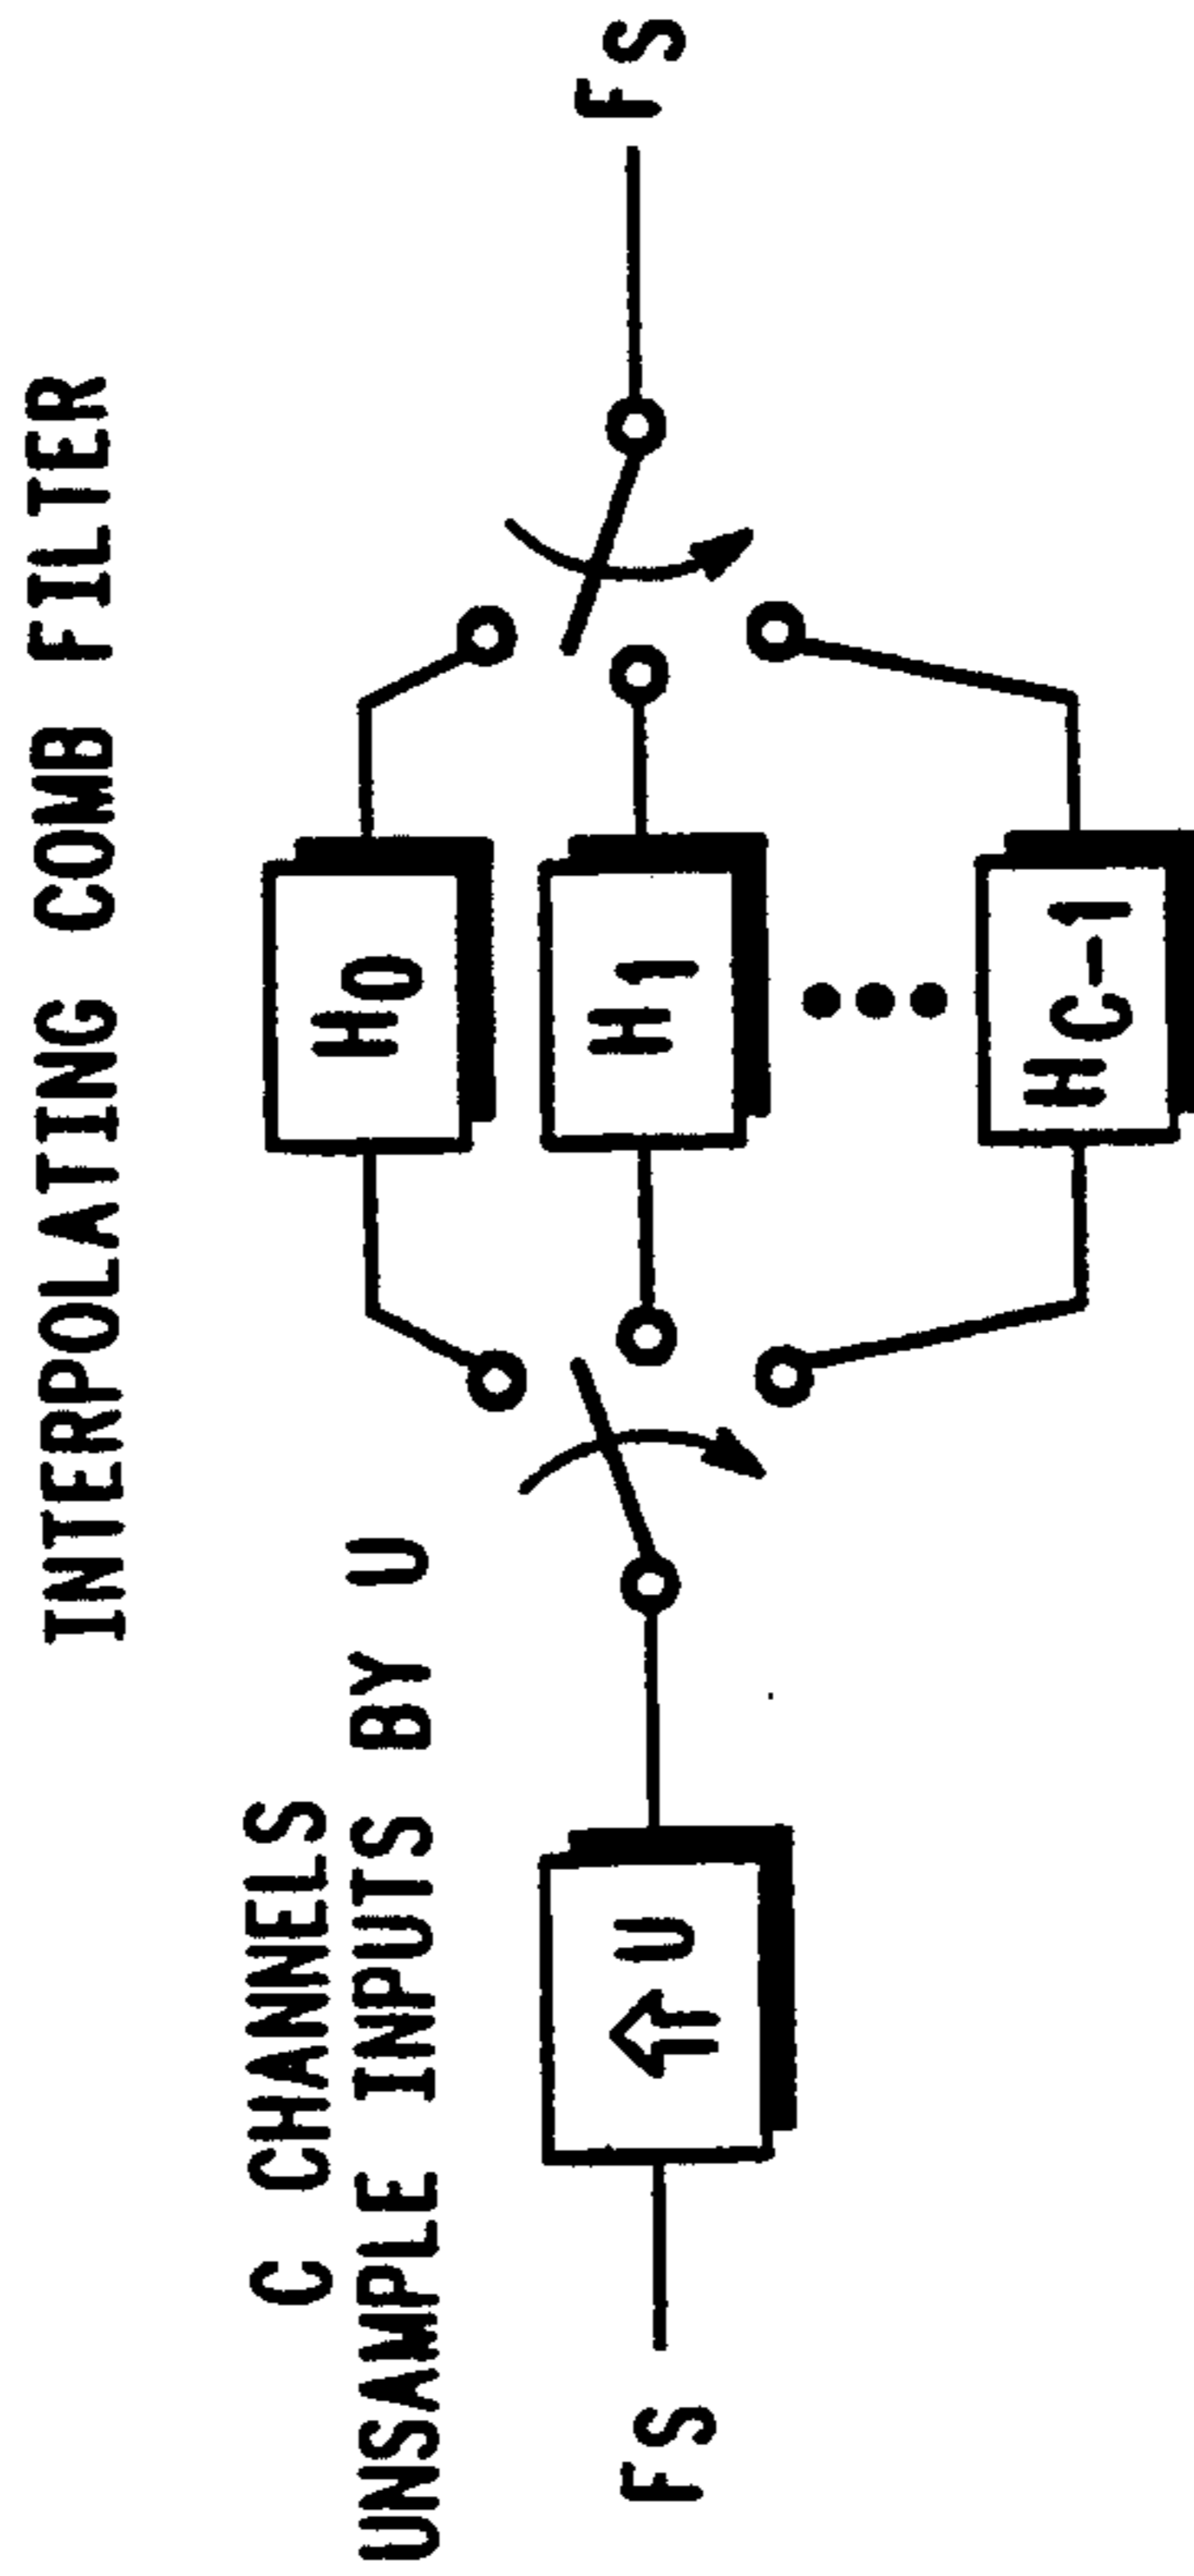 INTERPOLATING COMB FILTER
C CHANNELS
UNSAMPLE INPUTS BY U
FS
⇧ U
H0
H1
HC-1
FS